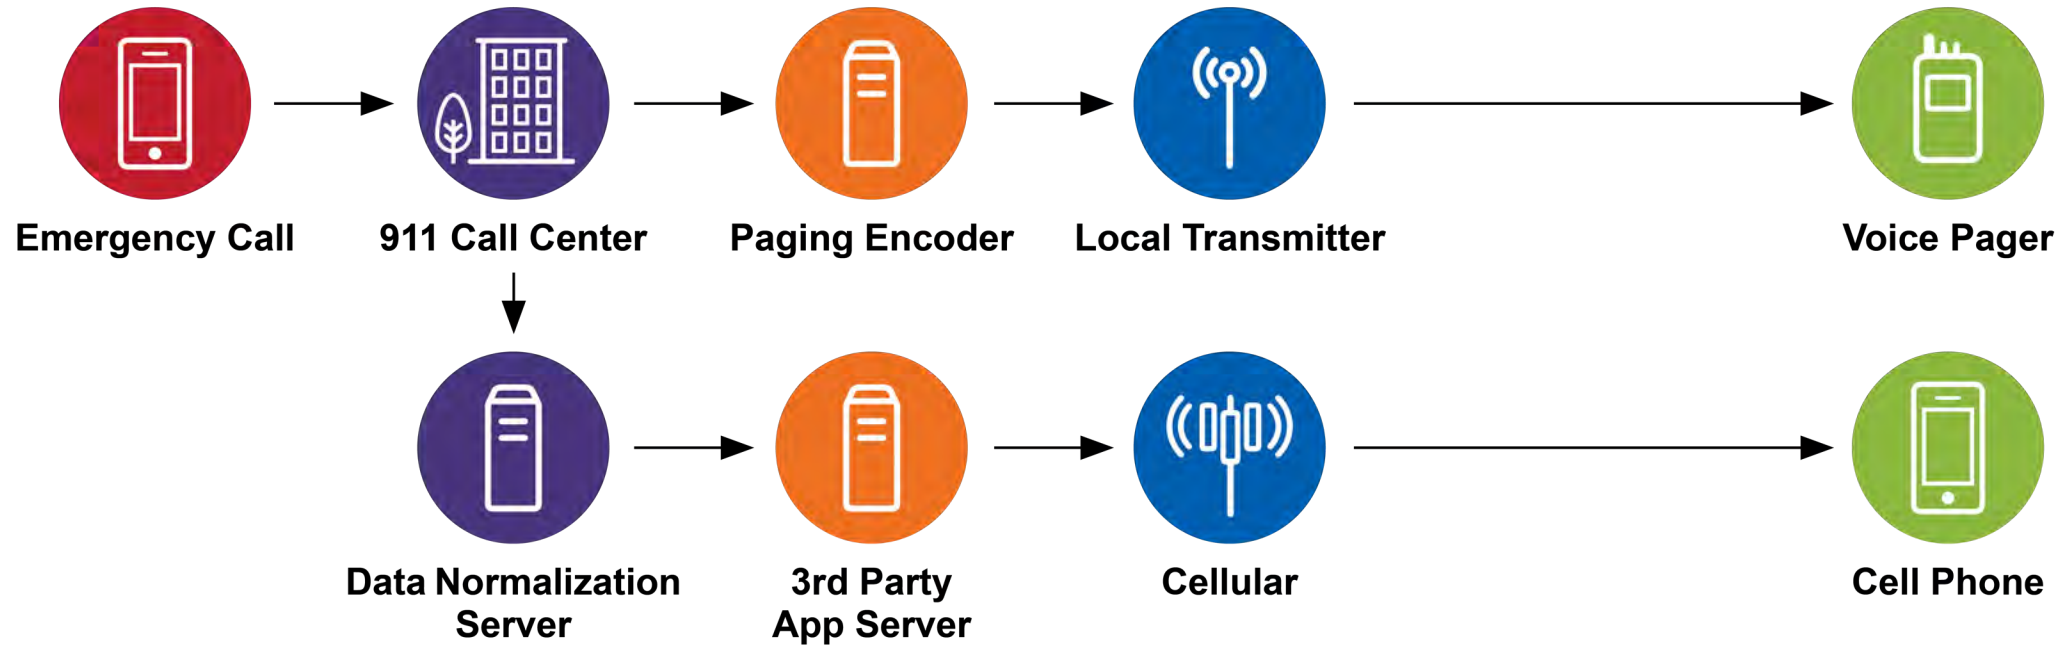 Emergency Call
911 Call Center
Paging Encoder
Local Transmitter
Voice Pager
Data Normalization
Server
3rd Party
App Server
Cellular
Cell Phone